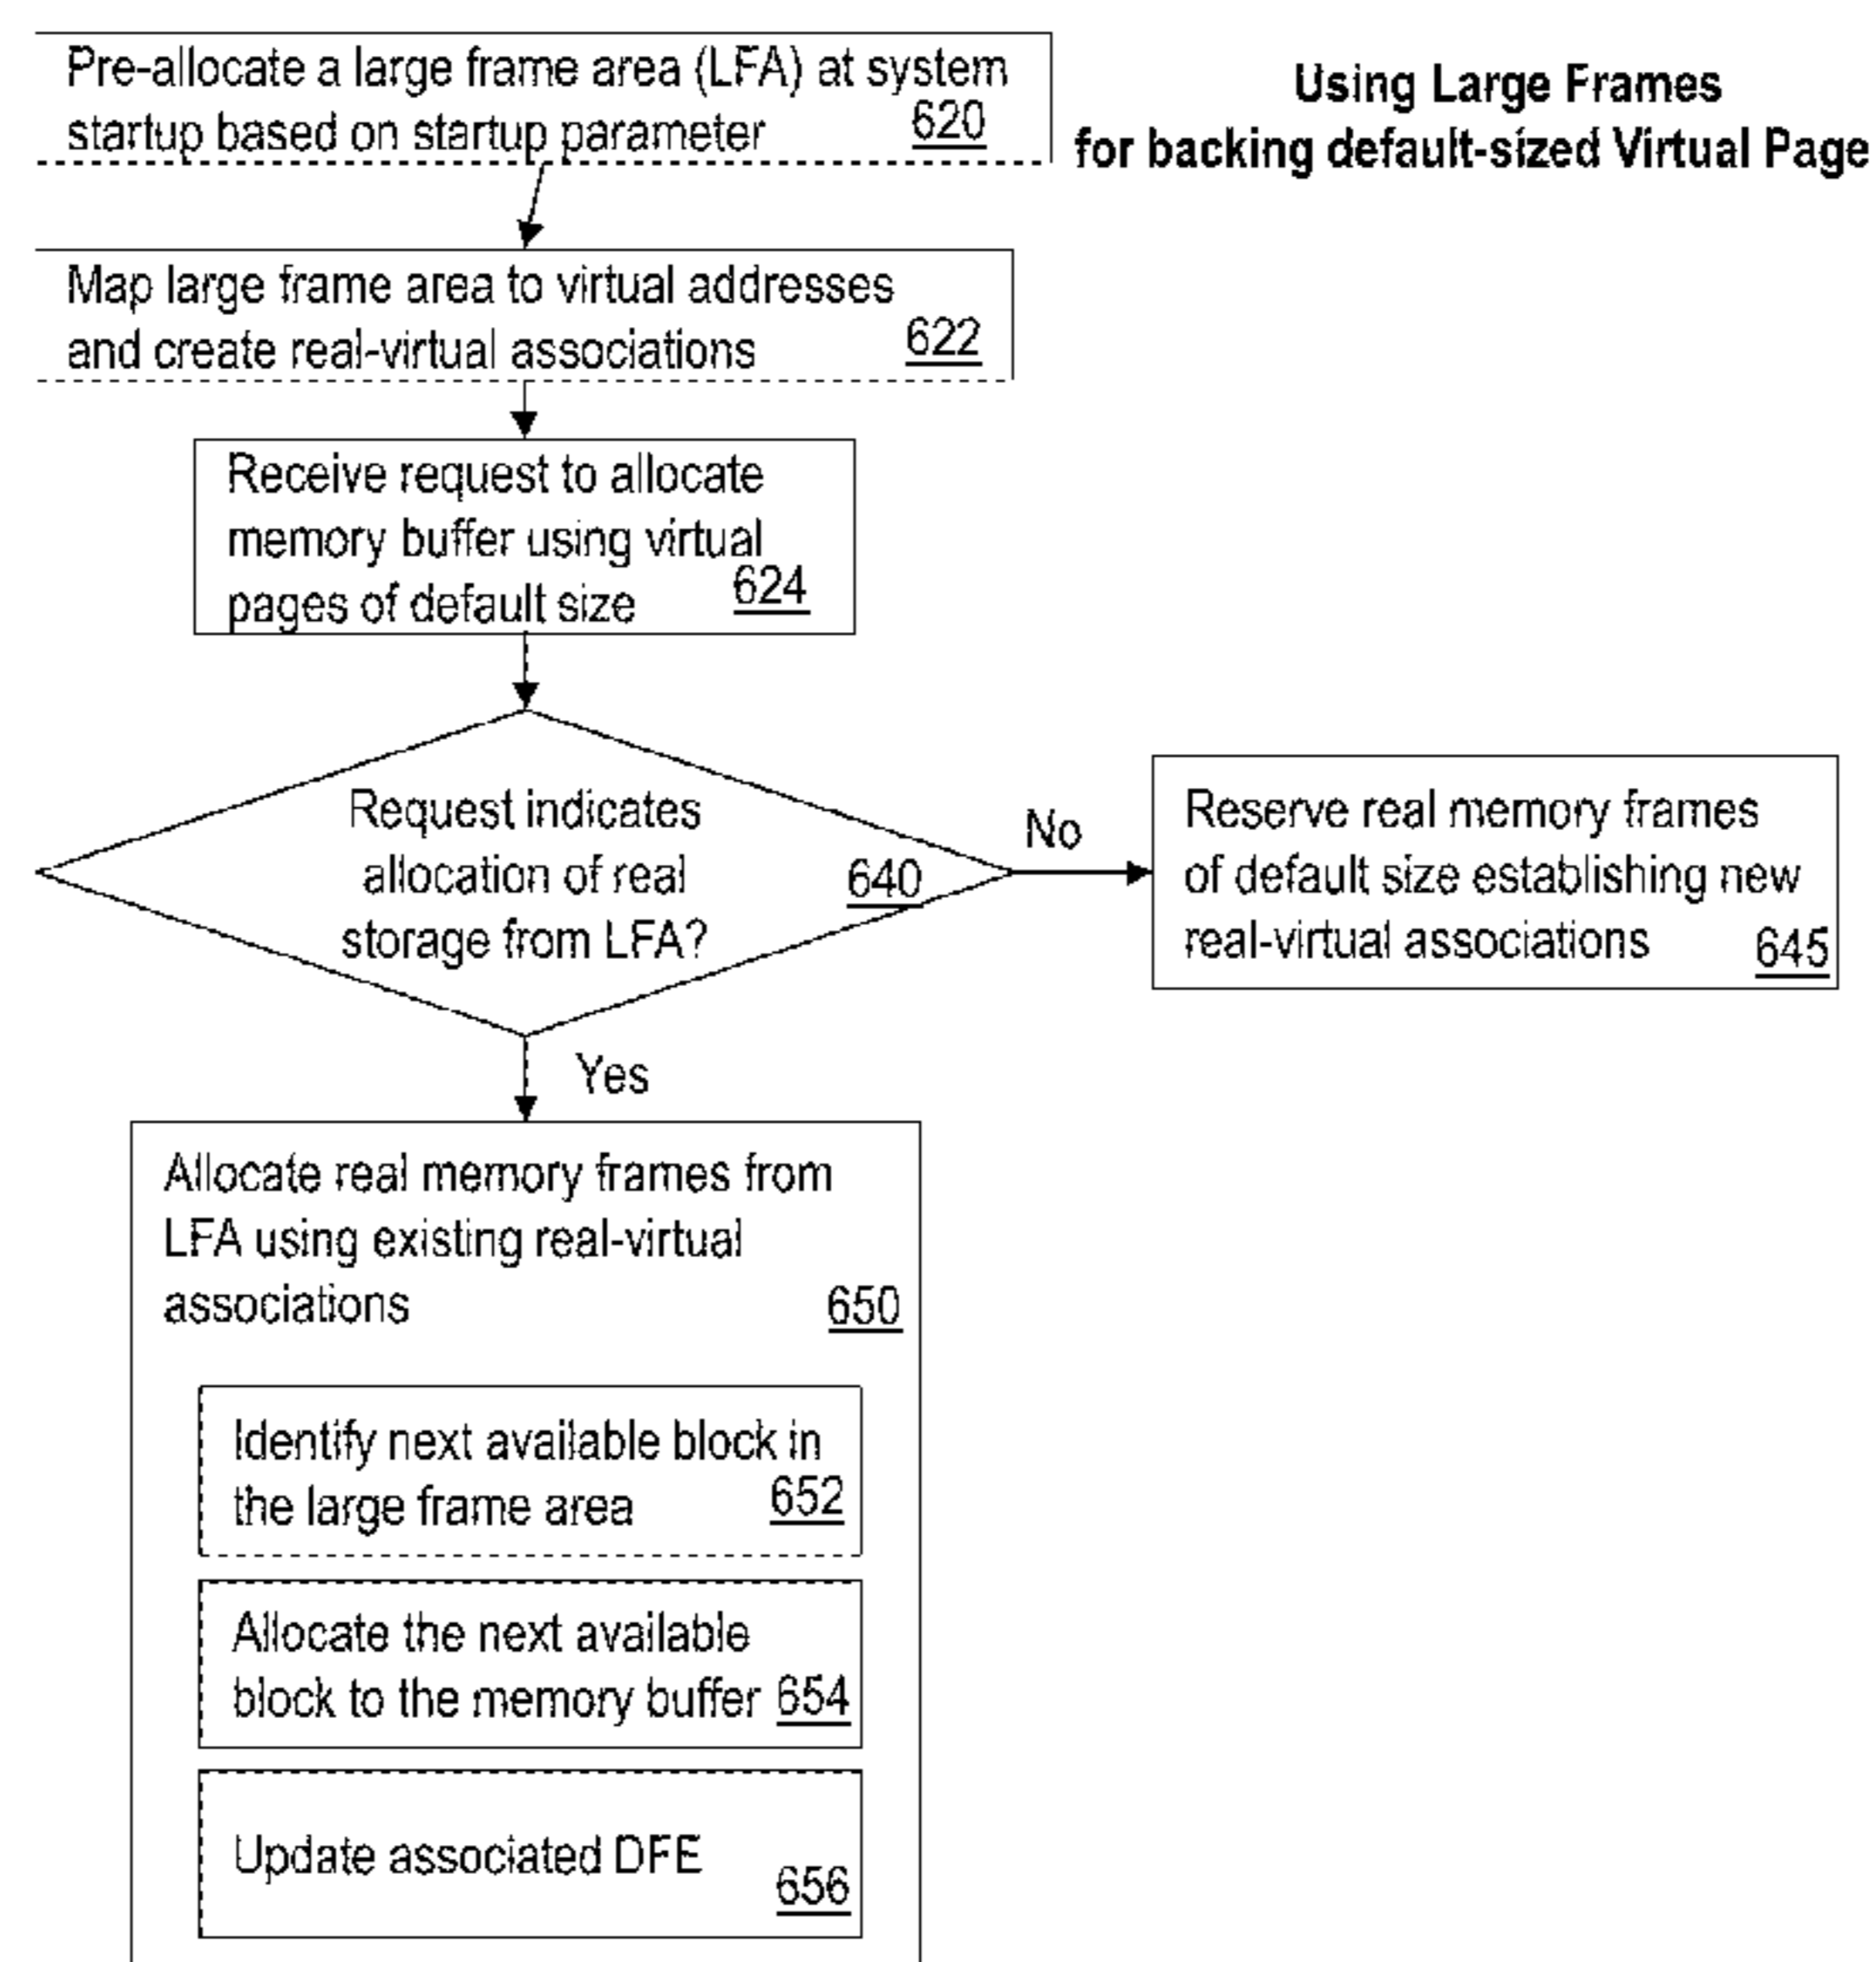 Using Large Frames
for backing default-sized Virtual Page
Pre-allocate a large frame area (LFA) at system
startup based on startup parameter 620
Map large frame area to virtual addresses
and create real-virtual associations 622
Receive request to allocate
memory buffer using virtual
pages of default size 624
Request indicates
allocation of real
storage from LFA?
640
No
Reserve real memory frames
of default size establishing new
real-virtual associations 645
Yes
Allocate real memory frames from
LFA using existing real-virtual
associations 650
Identify next available block in
the large frame area 652
Allocate the next available
block to the memory buffer 654
Update associated DFE 656